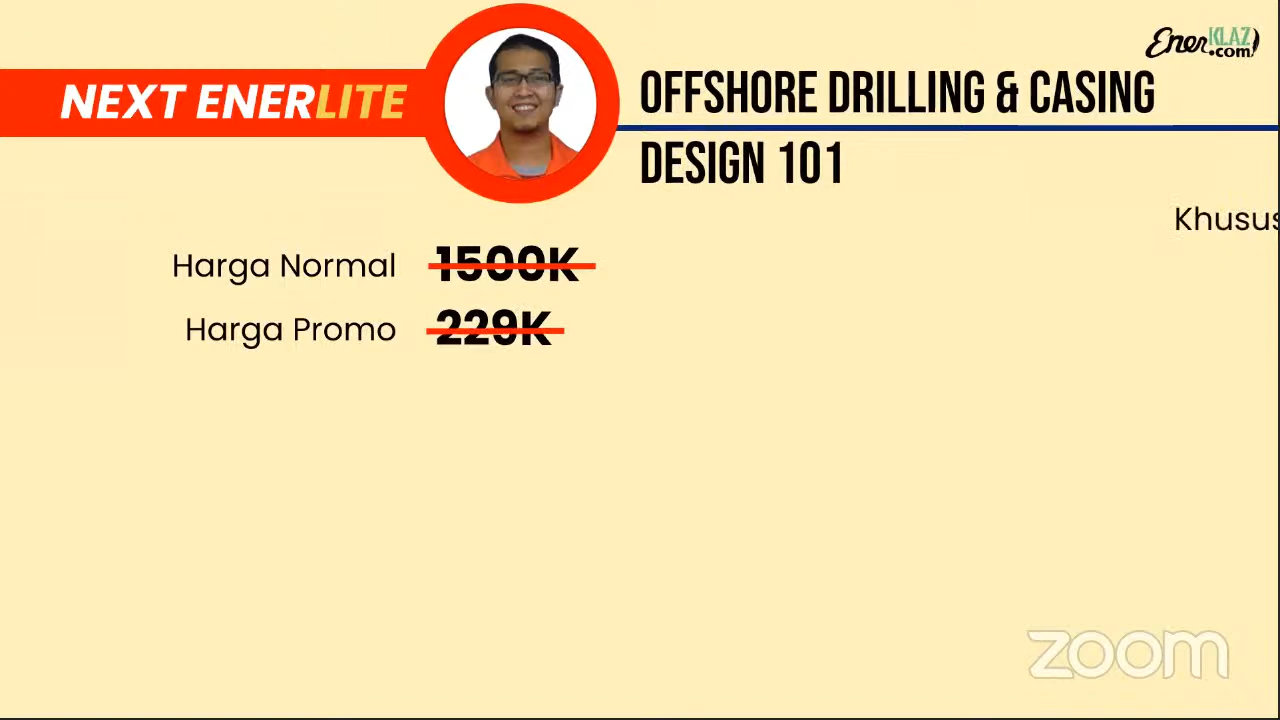 EnerKLAZ
.com
NEXT ENERLITE
OFFSHORE DRILLING & CASING
DESIGN 101
Khusus
Harga Normal 1500K
Harga Promo 229K
zoom